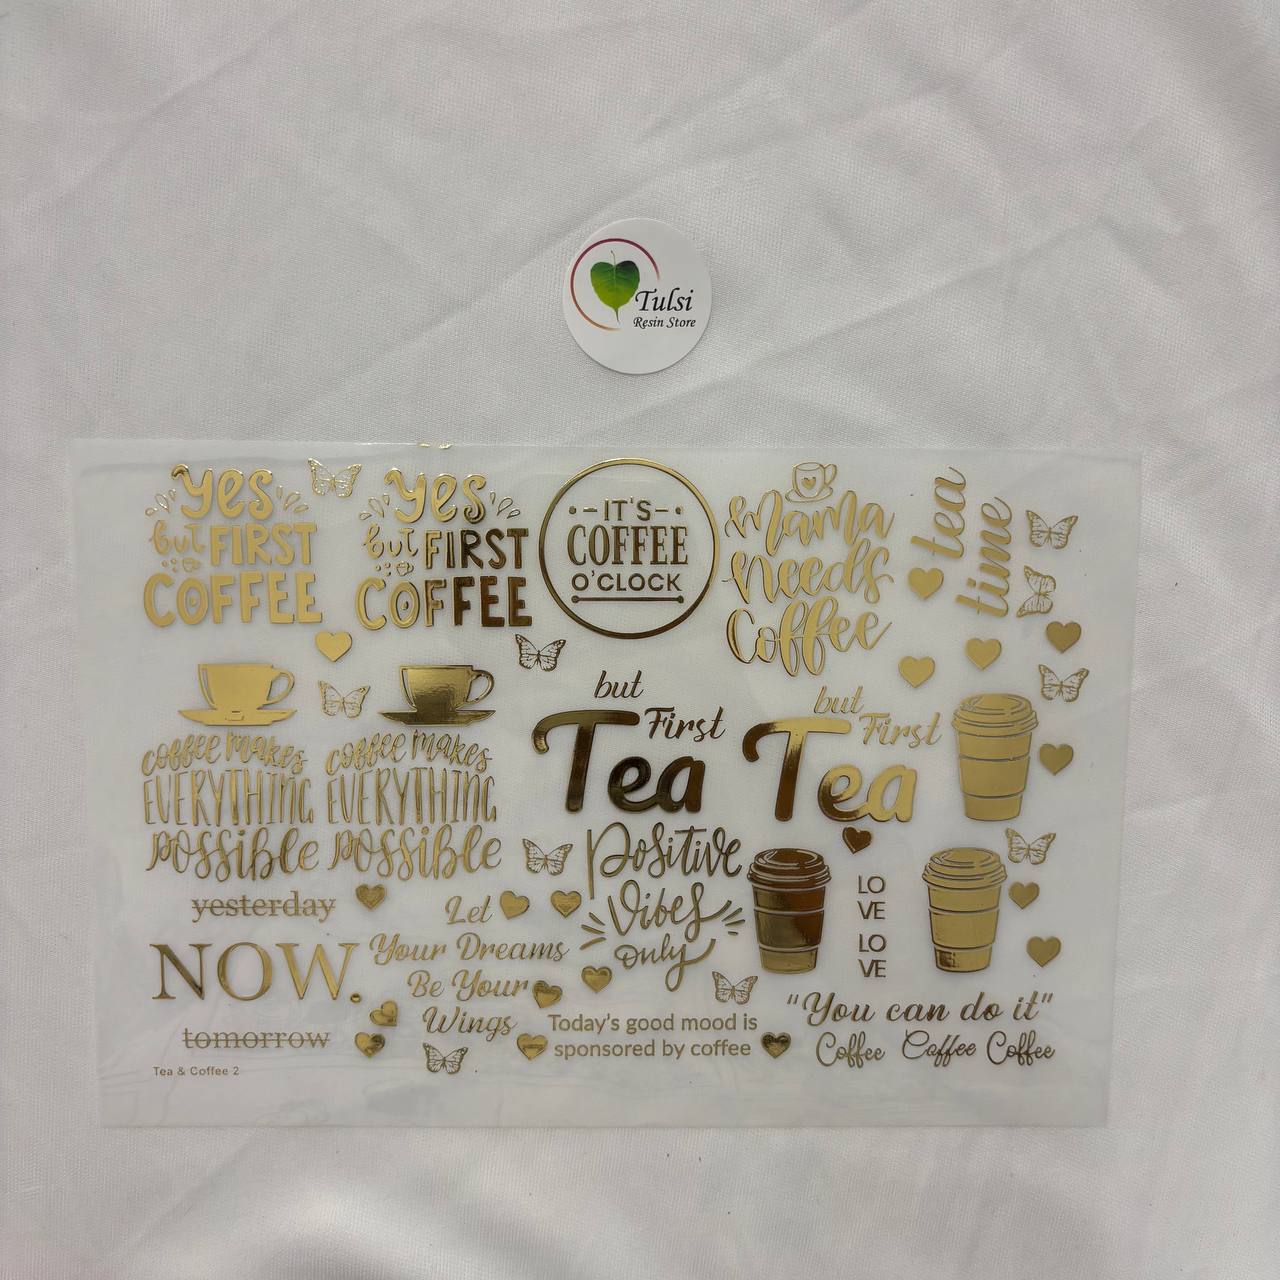 Tulsi
Resin Store
yes
but FIRST
COFFEE
yes
but FIRST
COFFEE
IT'S
COFFEE
O'CLOCK
Mama
Needs
Coffee
tea
time
coffee makes
EVERYTHING
possible
coffee makes
EVERYTHING
possible
but
First
Tea
but
First
Tea
yesterday
NOW.
tomorrow
Let
Your Dreams
Be Your
Wings
Positive
Vibes
only
LO
VE
LO
VE
Today's good mood is
sponsored by coffee
"You can do it"
Coffee Coffee Coffee
Tea & Coffee 2